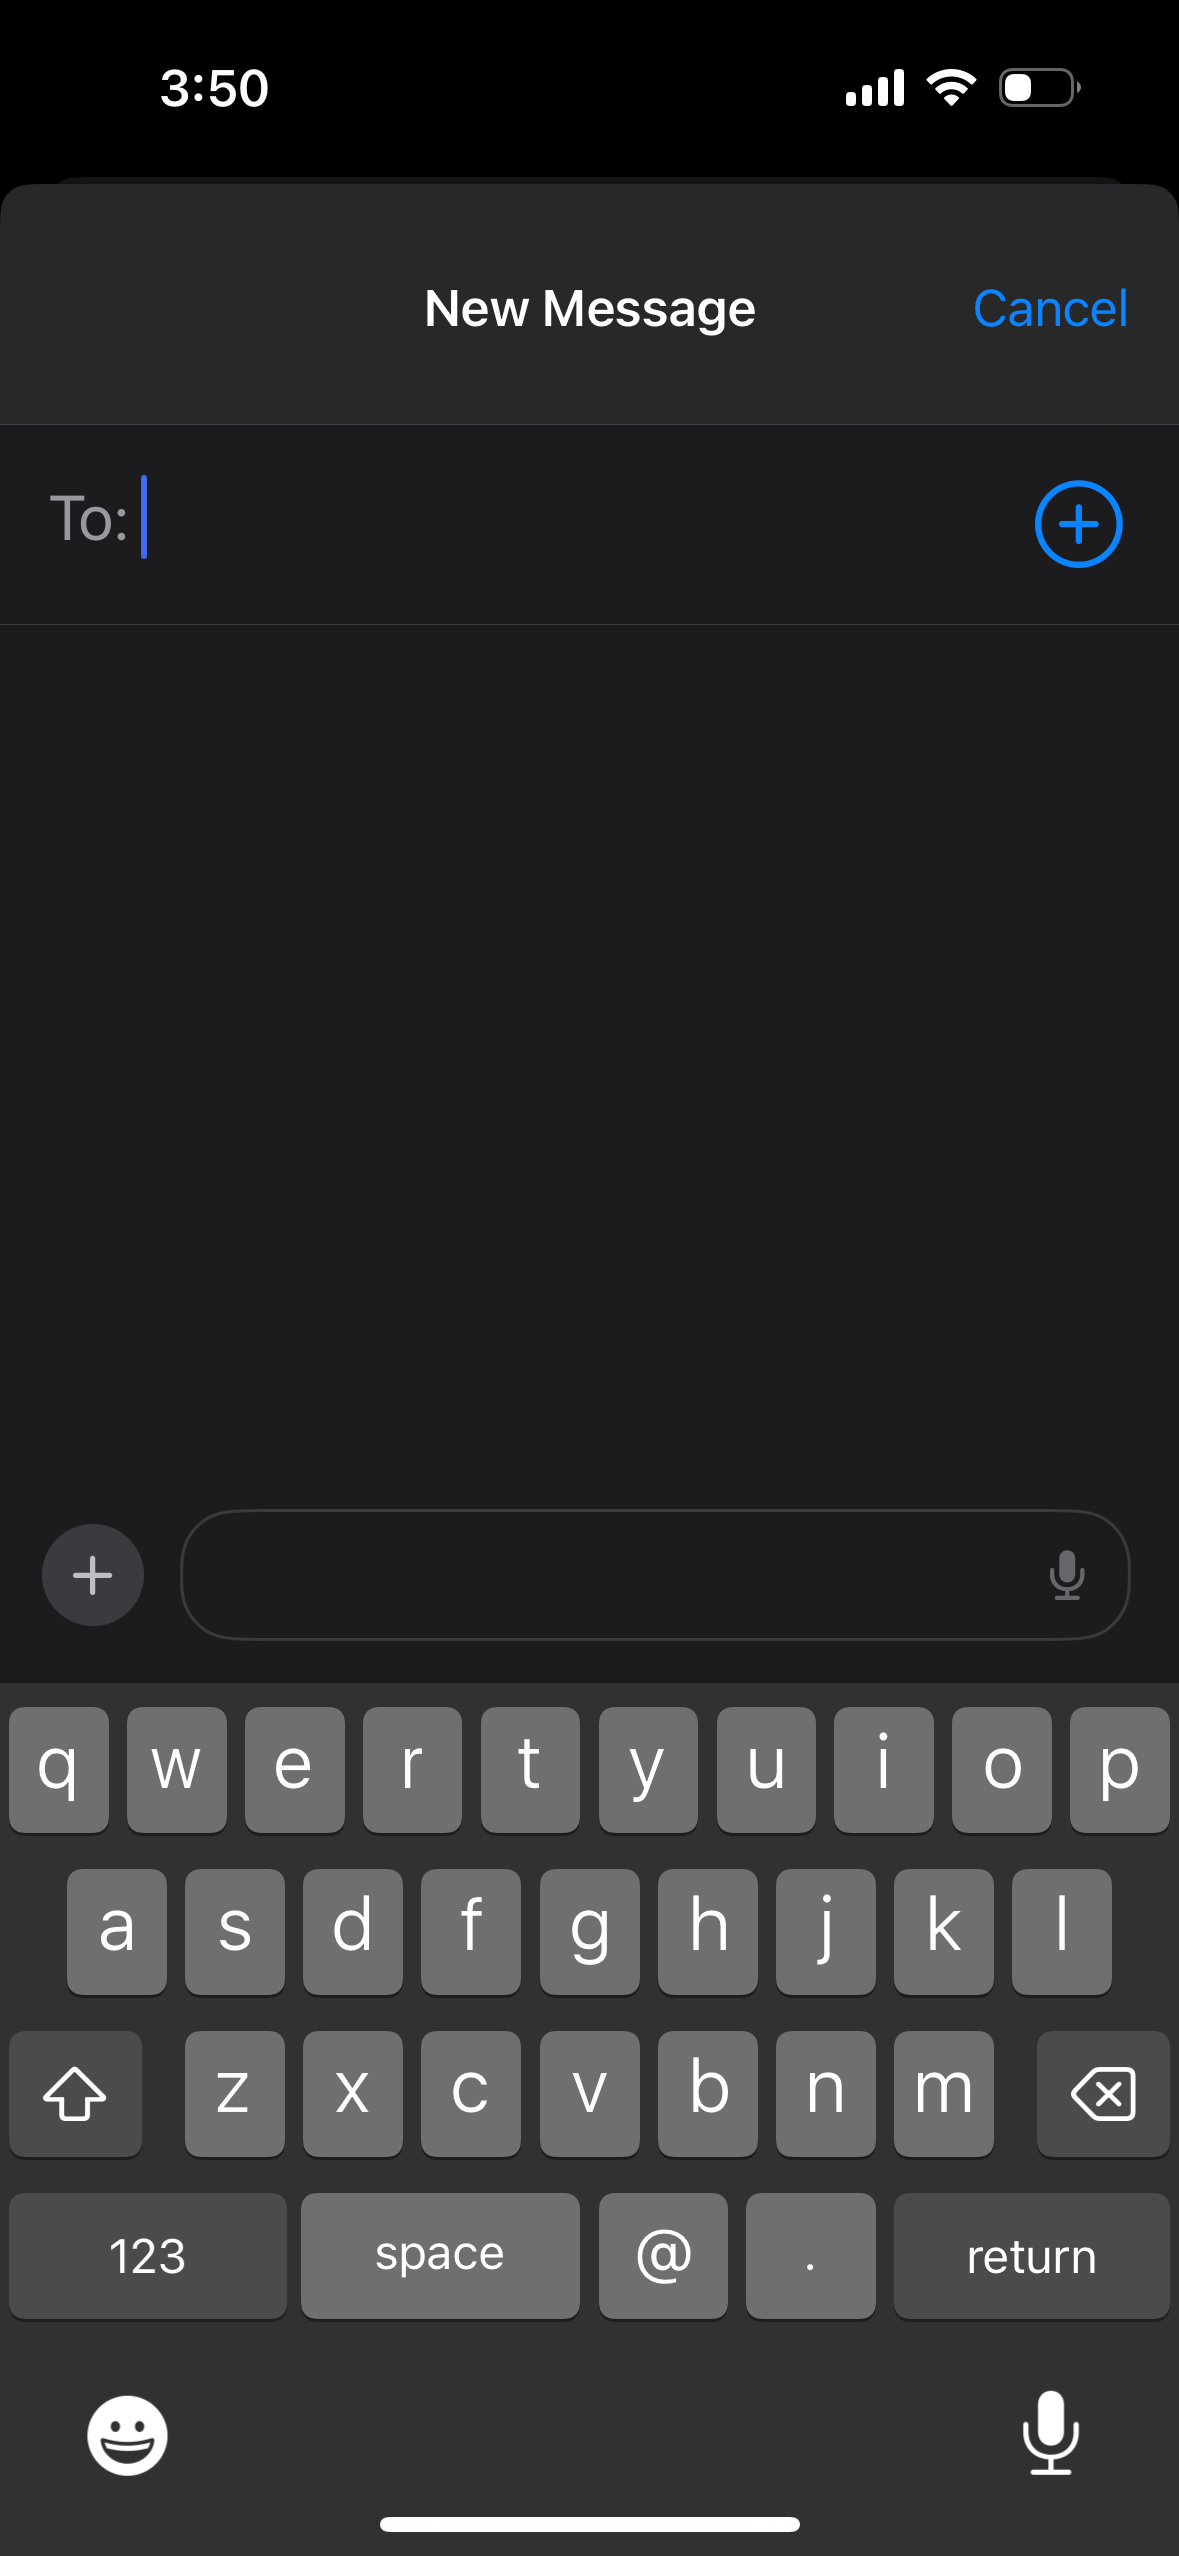 3:50
New Message
Cancel
To:
q w e r t y u i o p
a s d f g h j k l
z x c v b n m
123 space @ . return